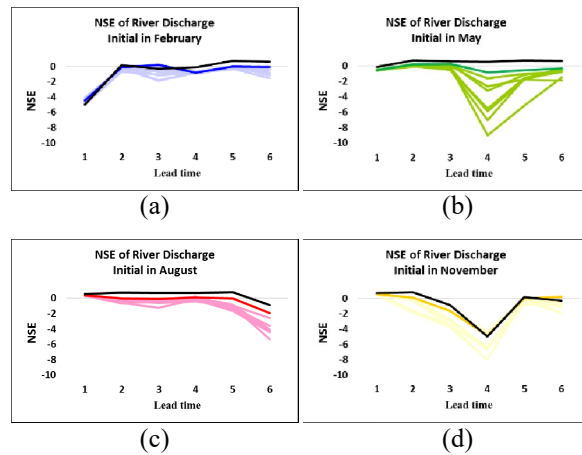 NSE of River Discharge
Initial in February
NSE
2
0
-2
-4
-6
-8
-10
1 2 3 4 5 6
Lead time
(a)
NSE of River Discharge
Initial in May
NSE
2
0
-2
-4
-6
-8
-10
1 2 3 4 5 6
Lead time
(b)
NSE of River Discharge
Initial in August
NSE
2
0
-2
-4
-6
-8
-10
1 2 3 4 5 6
Lead time
(c)
NSE of River Discharge
Initial in November
NSE
2
0
-2
-4
-6
-8
-10
1 2 3 4 5 6
Lead time
(d)